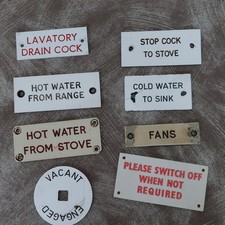 LAVATORY
DRAIN COCK
STOP COCK
TO STOVE
HOT WATER
FROM RANGE
COLD WATER
TO SINK
HOT WATER
FROM STOVE
FANS
VACANT
ENGAGED
PLEASE SWITCH OFF
WHEN NOT
REQUIRED